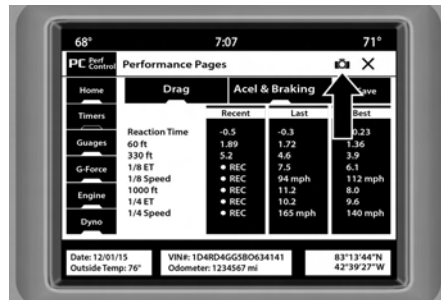 68° 7:07 71°
PC Perf Control Performance Pages
Home Drag Acel & Braking Save
Timers Recent Last Best
Reaction Time -0.5 -0.3 0.23
Guages 60 ft 1.89 1.72 1.36
330 ft 5.2 4.6 3.9
G-Force 1/8 ET • REC 7.5 6.1
1/8 Speed • REC 94 mph 112 mph
Engine 1000 ft • REC 11.2 8.0
1/4 ET • REC 10.2 9.6
Dyno 1/4 Speed • REC 165 mph 140 mph
Date: 12/01/15 VIN#: 1D4RD4GG5BO634141 83°13'44"N
Outside Temp: 76° Odometer: 1234567 mi 42°39'27"W